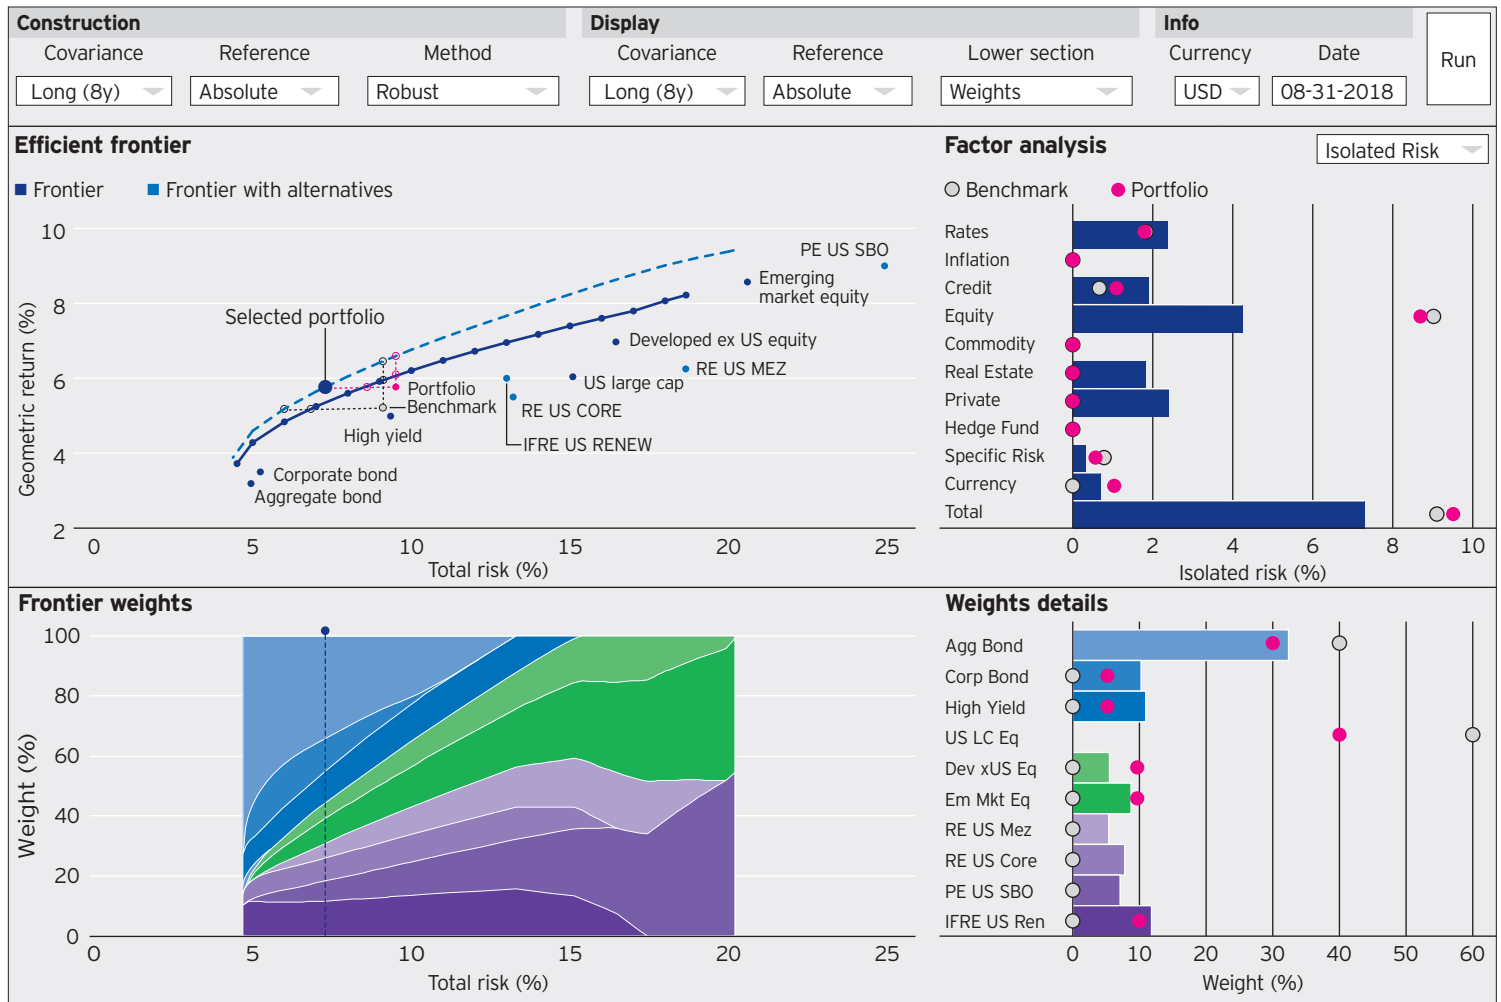 Construction
Display
Info
Covariance
Reference
Method
Covariance
Reference
Lower section
Currency
Date
Run
Long (8y)
Absolute
Robust
Long (8y)
Absolute
Weights
USD
08-31-2018
Efficient frontier
Frontier
Frontier with alternatives
Geometric return (%)
10
8
6
4
2
PE US SBO
Emerging
market equity
Selected portfolio
Developed ex US equity
RE US MEZ
US large cap
Portfolio
Benchmark
RE US CORE
High yield
IFRE US RENEW
Corporate bond
Aggregate bond
0 5 10 15 20 25
Total risk (%)
Factor analysis
Isolated Risk
Benchmark
Portfolio
Rates
Inflation
Credit
Equity
Commodity
Real Estate
Private
Hedge Fund
Specific Risk
Currency
Total
0 2 4 6 8 10
Isolated risk (%)
Frontier weights
Weight (%)
100
80
60
40
20
0
0 5 10 15 20 25
Total risk (%)
Weights details
Agg Bond
Corp Bond
High Yield
US LC Eq
Dev xUS Eq
Em Mkt Eq
RE US Mez
RE US Core
PE US SBO
IFRE US Ren
0 10 20 30 40 50 60
Weight (%)